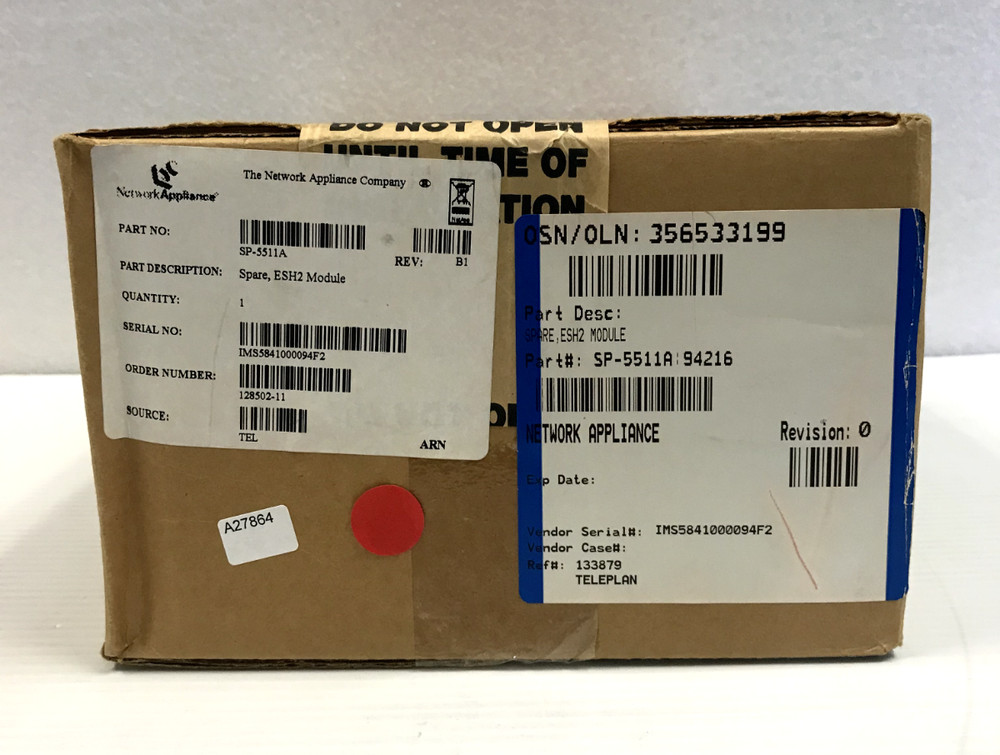 DO NOT OPEN
UNTIL TIME OF
NetworkAppliance
The Network Appliance Company
PART NO:
SP-5511A
REV: B1
PART DESCRIPTION: Spare, ESH2 Module
QUANTITY: 1
SERIAL NO:
IMS5841000094F2
ORDER NUMBER:
128502-11
SOURCE:
TEL
ARN
OSN/OLN: 356533199
Part Desc:
SPARE,ESH2 MODULE
Part#: SP-5511A:94216
NETWORK APPLIANCE
Revision: 0
Exp Date:
Vendor Serial#: IMS5841000094F2
Vendor Case#:
Ref#: 133879
TELEPLAN
A27864